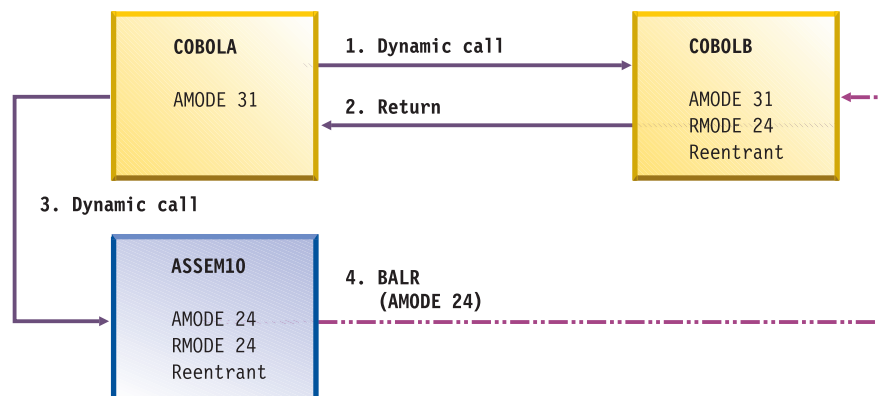 COBOLA
AMODE 31
1. Dynamic call
2. Return
COBOLB
AMODE 31
RMODE 24
Reentrant
3. Dynamic call
ASSEM10
AMODE 24
RMODE 24
Reentrant
4. BALR
(AMODE 24)